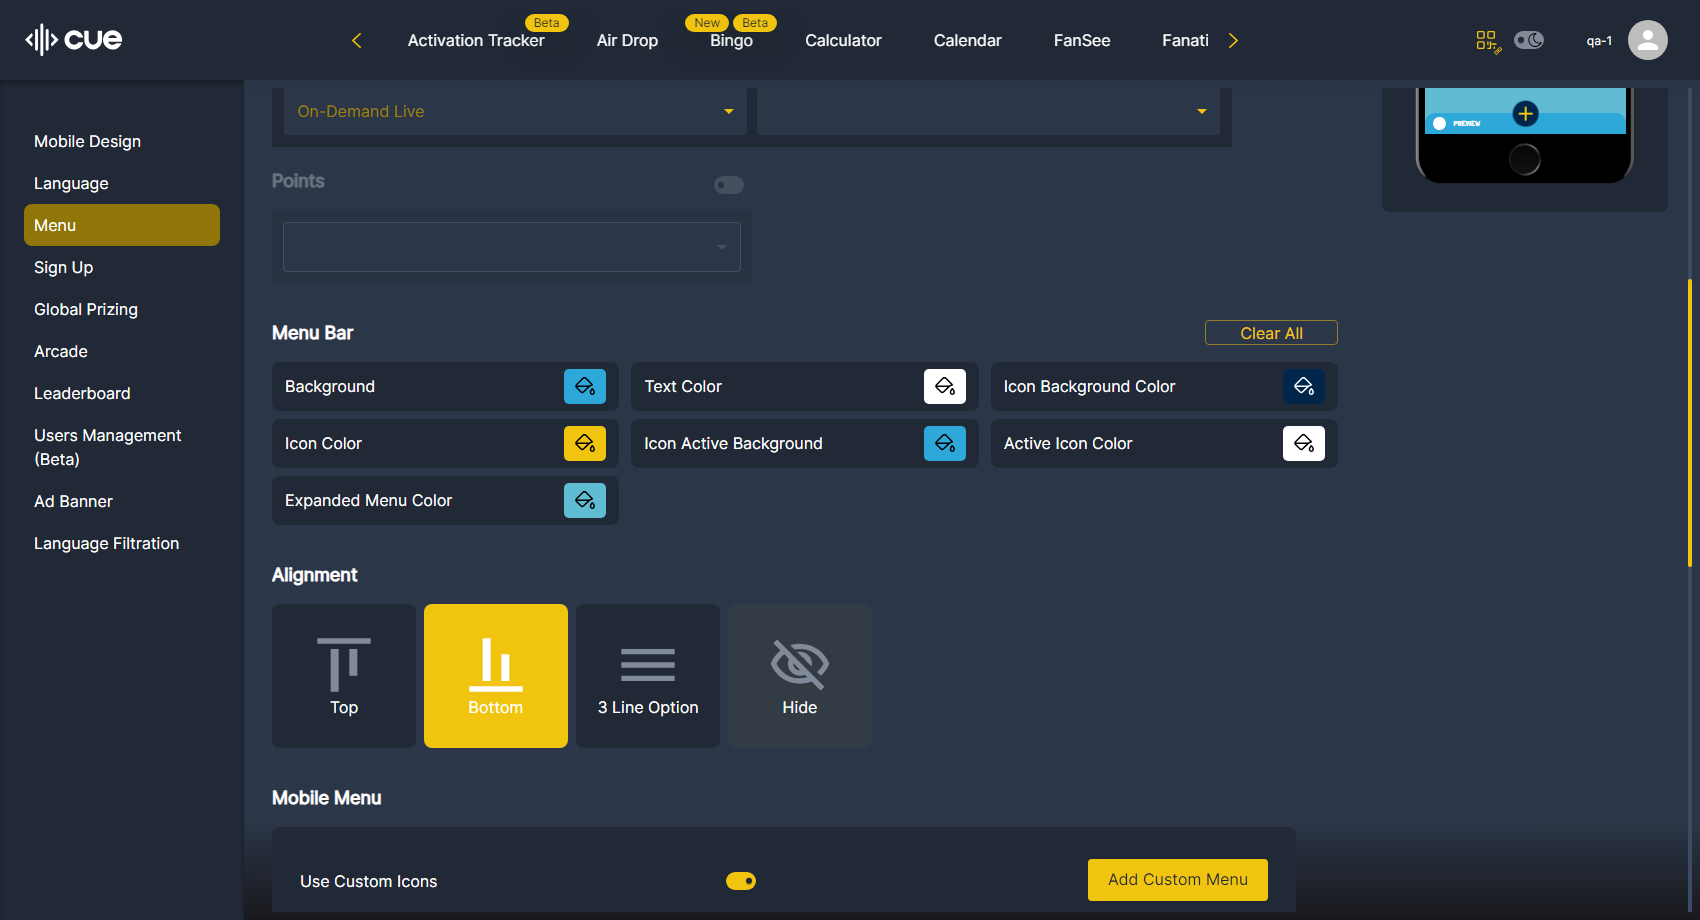 cue
Beta
New
Beta
Activation Tracker
Air Drop
Bingo
Calculator
Calendar
FanSee
Fanati
qa-1
Mobile Design
Language
Menu
Sign Up
Global Prizing
Arcade
Leaderboard
Users Management
(Beta)
Ad Banner
Language Filtration
On-Demand Live
PREVIEW
Points
Menu Bar
Clear All
Background
Text Color
Icon Background Color
Icon Color
Icon Active Background
Active Icon Color
Expanded Menu Color
Alignment
Top
Bottom
3 Line Option
Hide
Mobile Menu
Use Custom Icons
Add Custom Menu